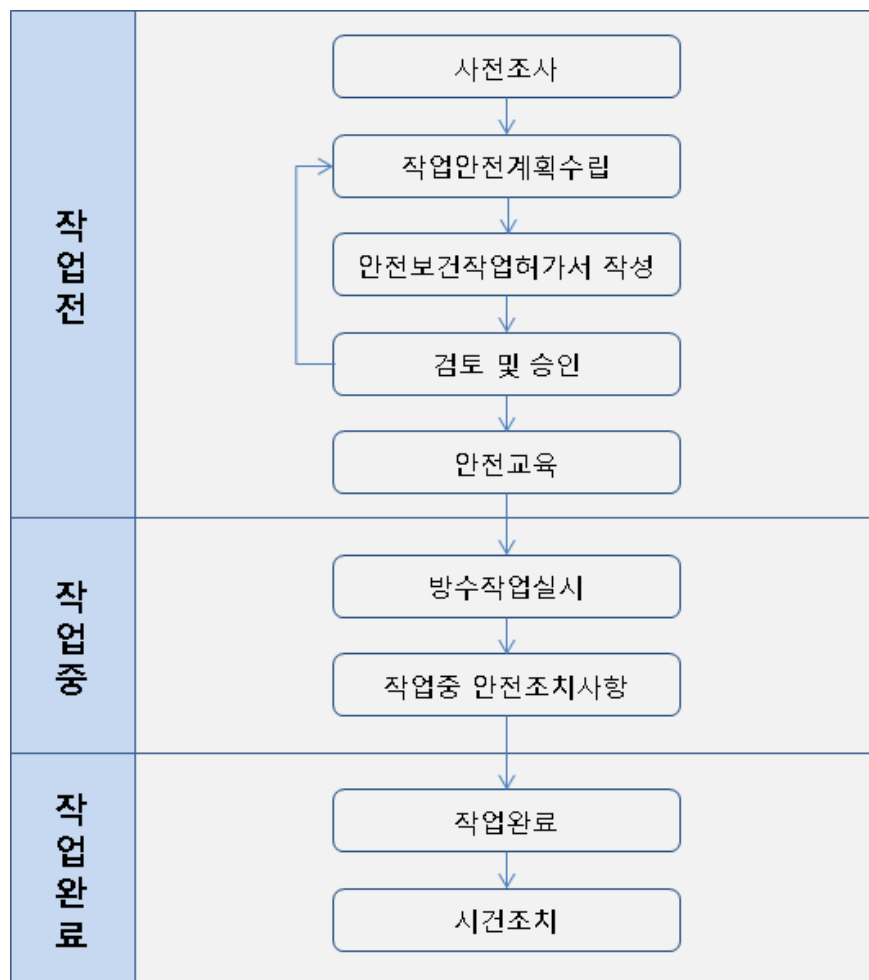 작업전
사전조사
작업안전계획수립
안전보건작업허가서 작성
검토 및 승인
안전교육
작업중
방수작업실시
작업중 안전조치사항
작업완료
작업완료
시건조치